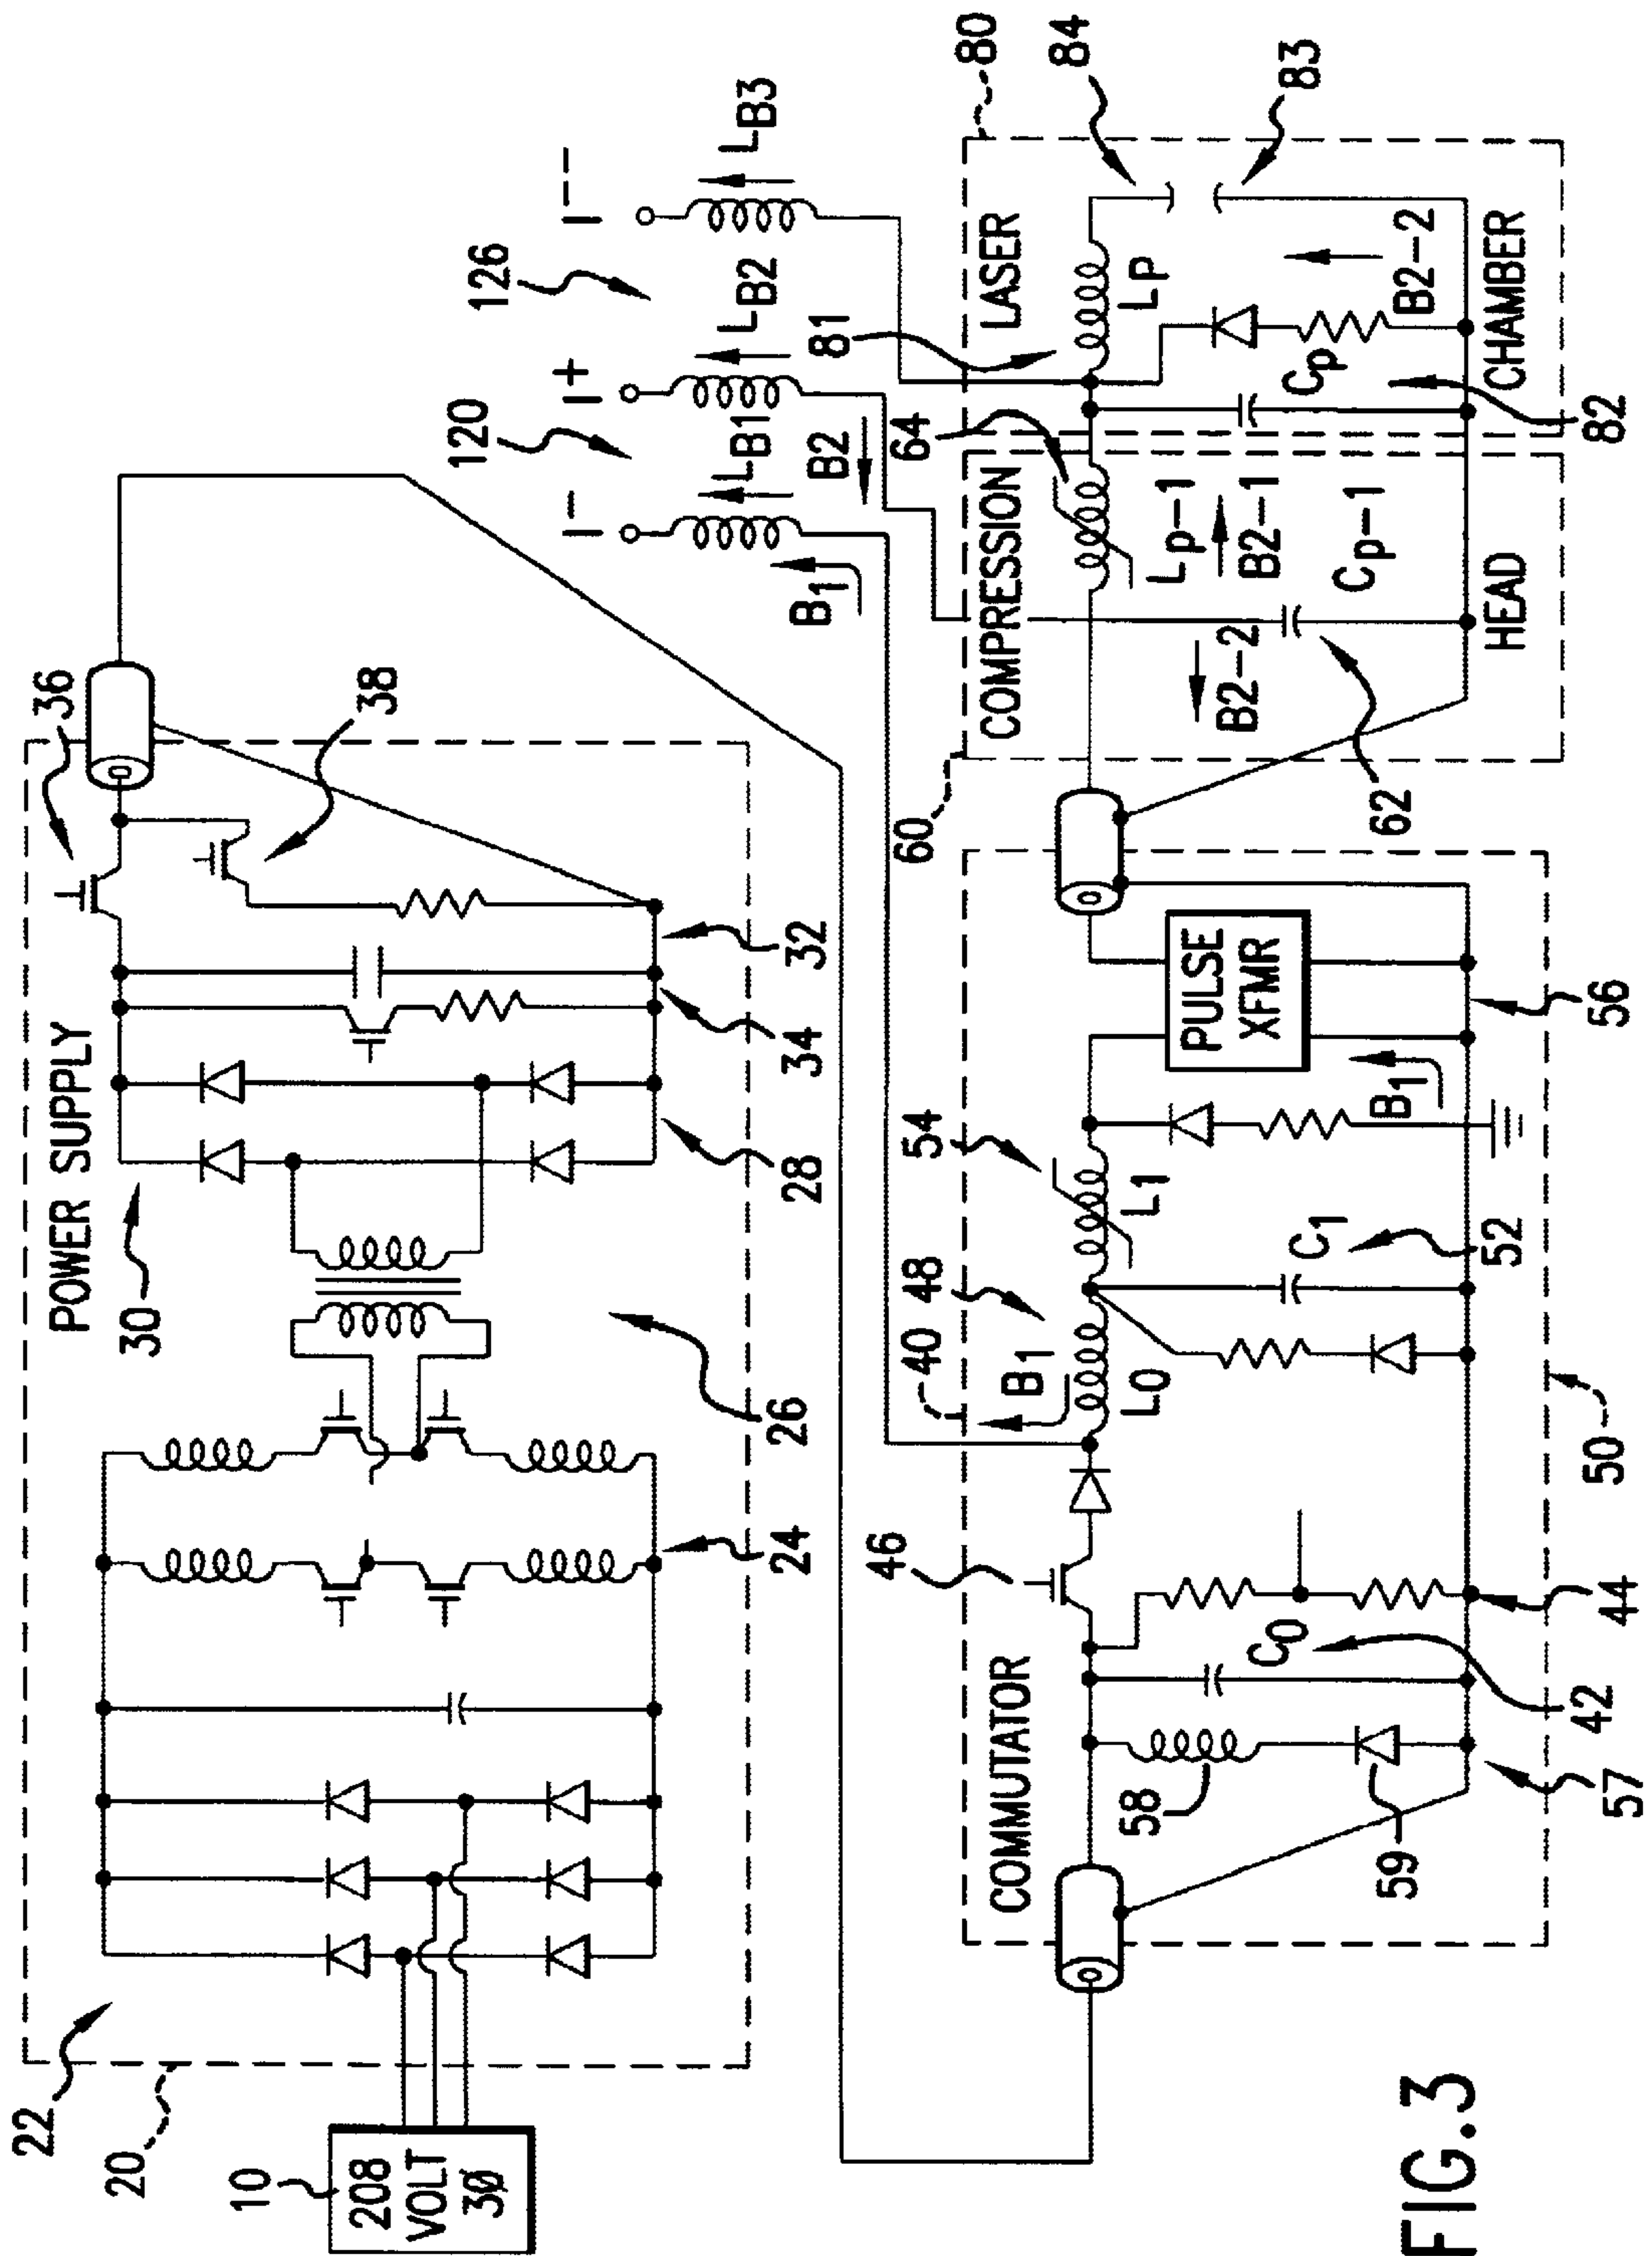 22
20
10
208
VOLT
3Ø
POWER SUPPLY
30
24
26
28
34
32
36
38
120
126
I-
I+
I--
B1
LB1
B2
LB2
LB3
COMMUTATOR
46
40
B1
48
L0
54
L1
C1
52
B1
PULSE
XFMR
56
58
59
57
C0
42
44
50
60
COMPRESSION
HEAD
64
Lp-1
B2-1
Cp-1
B2-2
62
81
80
LASER
CHAMBER
84
83
LP
Cp
B2-2
82
FIG.3